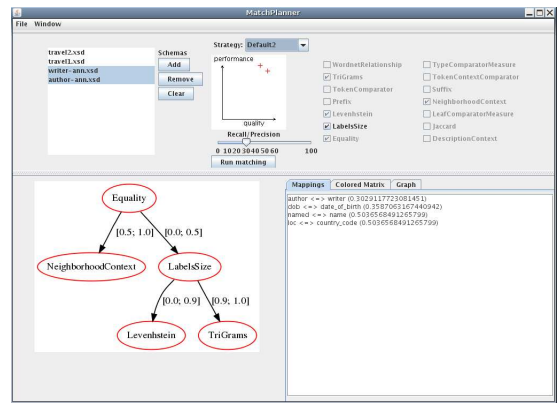 MatchPlanner
File Window
travel2.xsd
travel1.xsd
writer-ann.xsd
author-ann.xsd
Schemas
Add
Remove
Clear
Strategy: Default2
performance
quality
Recall/Precision
0 10 20 30 40 50 60 100
Run matching
WordnetRelationship
TriGrams
TokenComparator
Prefix
Levenhstein
LabelsSize
Equality
TypeComparatorMeasure
TokenContextComparator
Suffix
NeighborhoodContext
LeafComparatorMeasure
Jaccard
DescriptionContext
Equality
[0.5; 1.0] [0.0; 0.5]
NeighborhoodContext LabelsSize
[0.0; 0.9] [0.9; 1.0]
Levenhstein TriGrams
Mappings Colored Matrix Graph
author <=> writer (0.3029117723081451)
dob <=> date_of_birth (0.3587063167440942)
named <=> name (0.5036568491265799)
loc <=> country_code (0.5036568491265799)